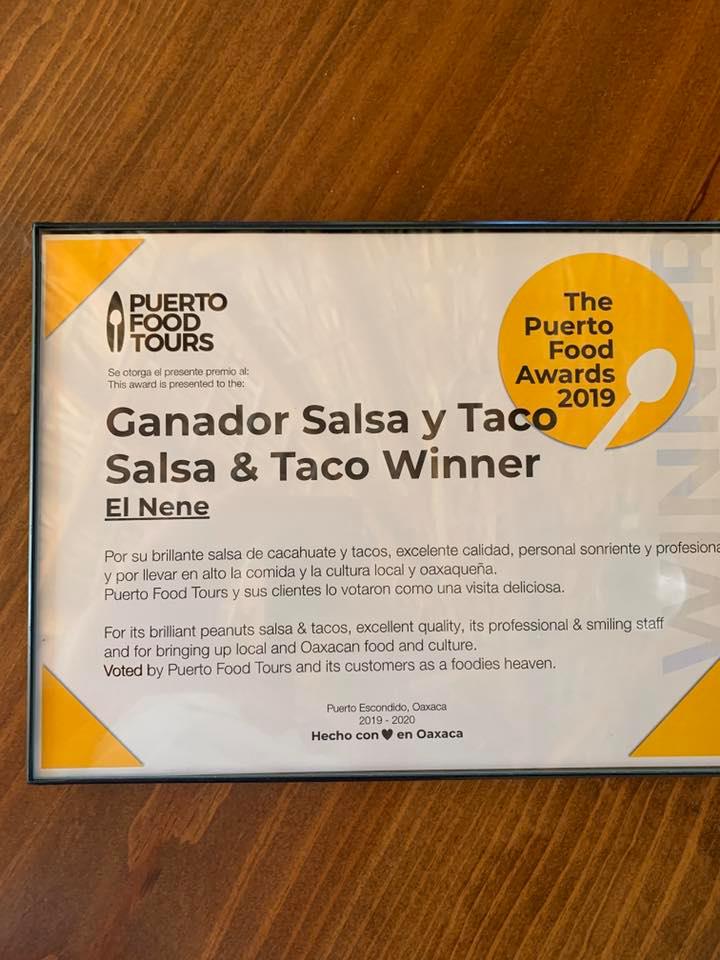 PUERTO
FOOD
TOURS
The
Puerto
Food
Awards
2019
WINNER
Se otorga el presente premio al:
This award is presented to the:
Ganador Salsa y Taco
Salsa & Taco Winner
El Nene
Por su brillante salsa de cacahuate y tacos, excelente calidad, personal sonriente y profesiona
y por llevar en alto la comida y la cultura local y oaxaqueña.
Puerto Food Tours y sus clientes lo votaron como una visita deliciosa.
For its brilliant peanuts salsa & tacos, excellent quality, its professional & smiling staff
and for bringing up local and Oaxacan food and culture.
Voted by Puerto Food Tours and its customers as a foodies heaven.
Puerto Escondido, Oaxaca
2019 - 2020
Hecho con ♥ en Oaxaca